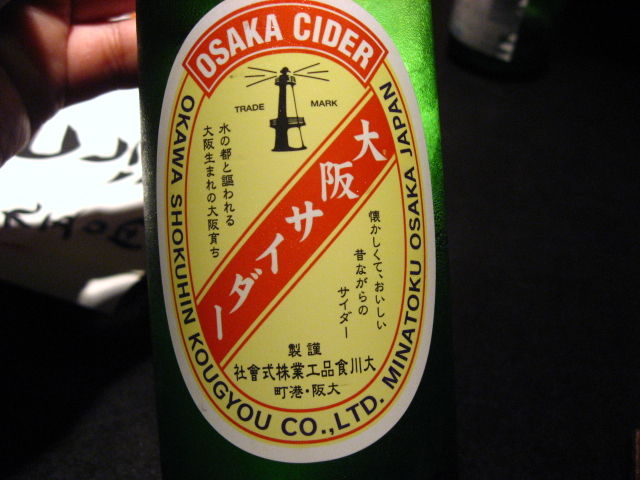 OSAKA CIDER
TRADE MARK
大阪サイダー
水の都と謳われる
大阪生まれの大阪育ち
懐かしくて、おいしい
昔ながらの
サイダー
謹製
大川食品工業株式會社
大阪・港町
OKAWA SHOKUHIN KOUGYOU CO.,LTD. MINATOKU OSAKA JAPAN